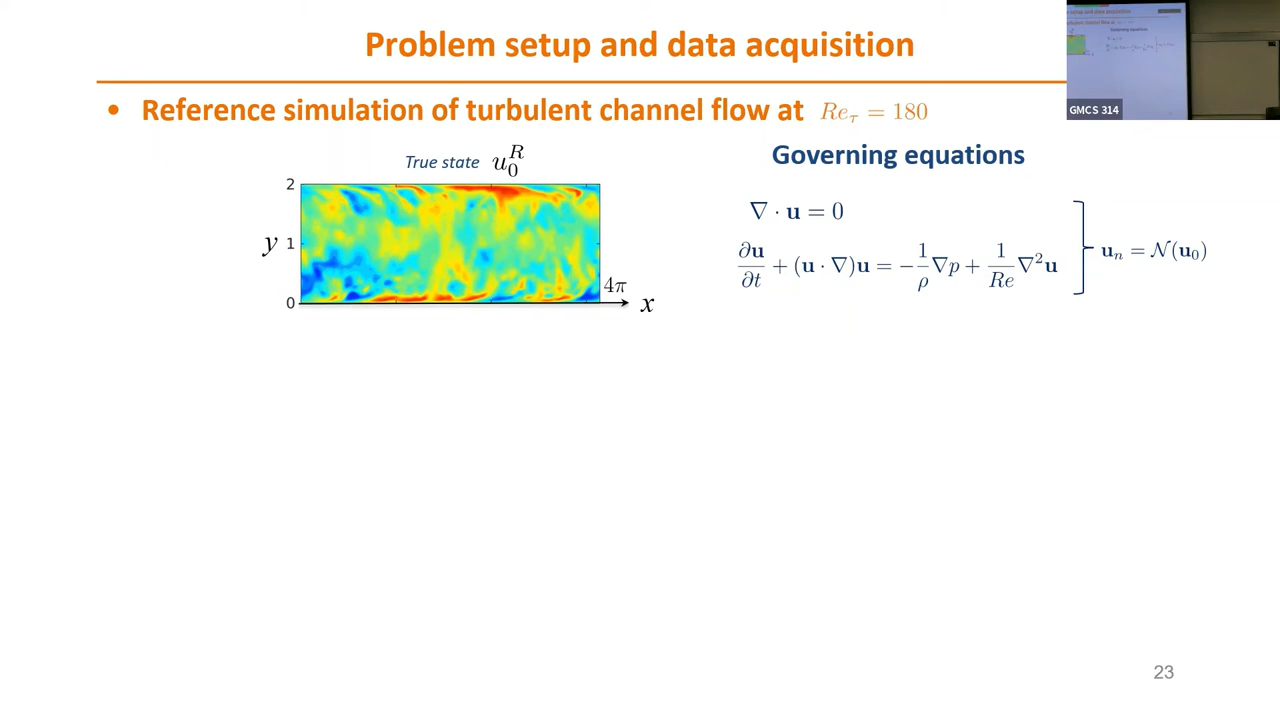 Problem setup and data acquisition
• Reference simulation of turbulent channel flow at Re_τ = 180
GMCS 314
True state u_0^R
Governing equations
2
y 1
0
4π
x
∇ · u = 0
∂u/∂t + (u · ∇)u = −1/ρ ∇p + 1/Re ∇²u
u_n = 𝒩(u_0)
23